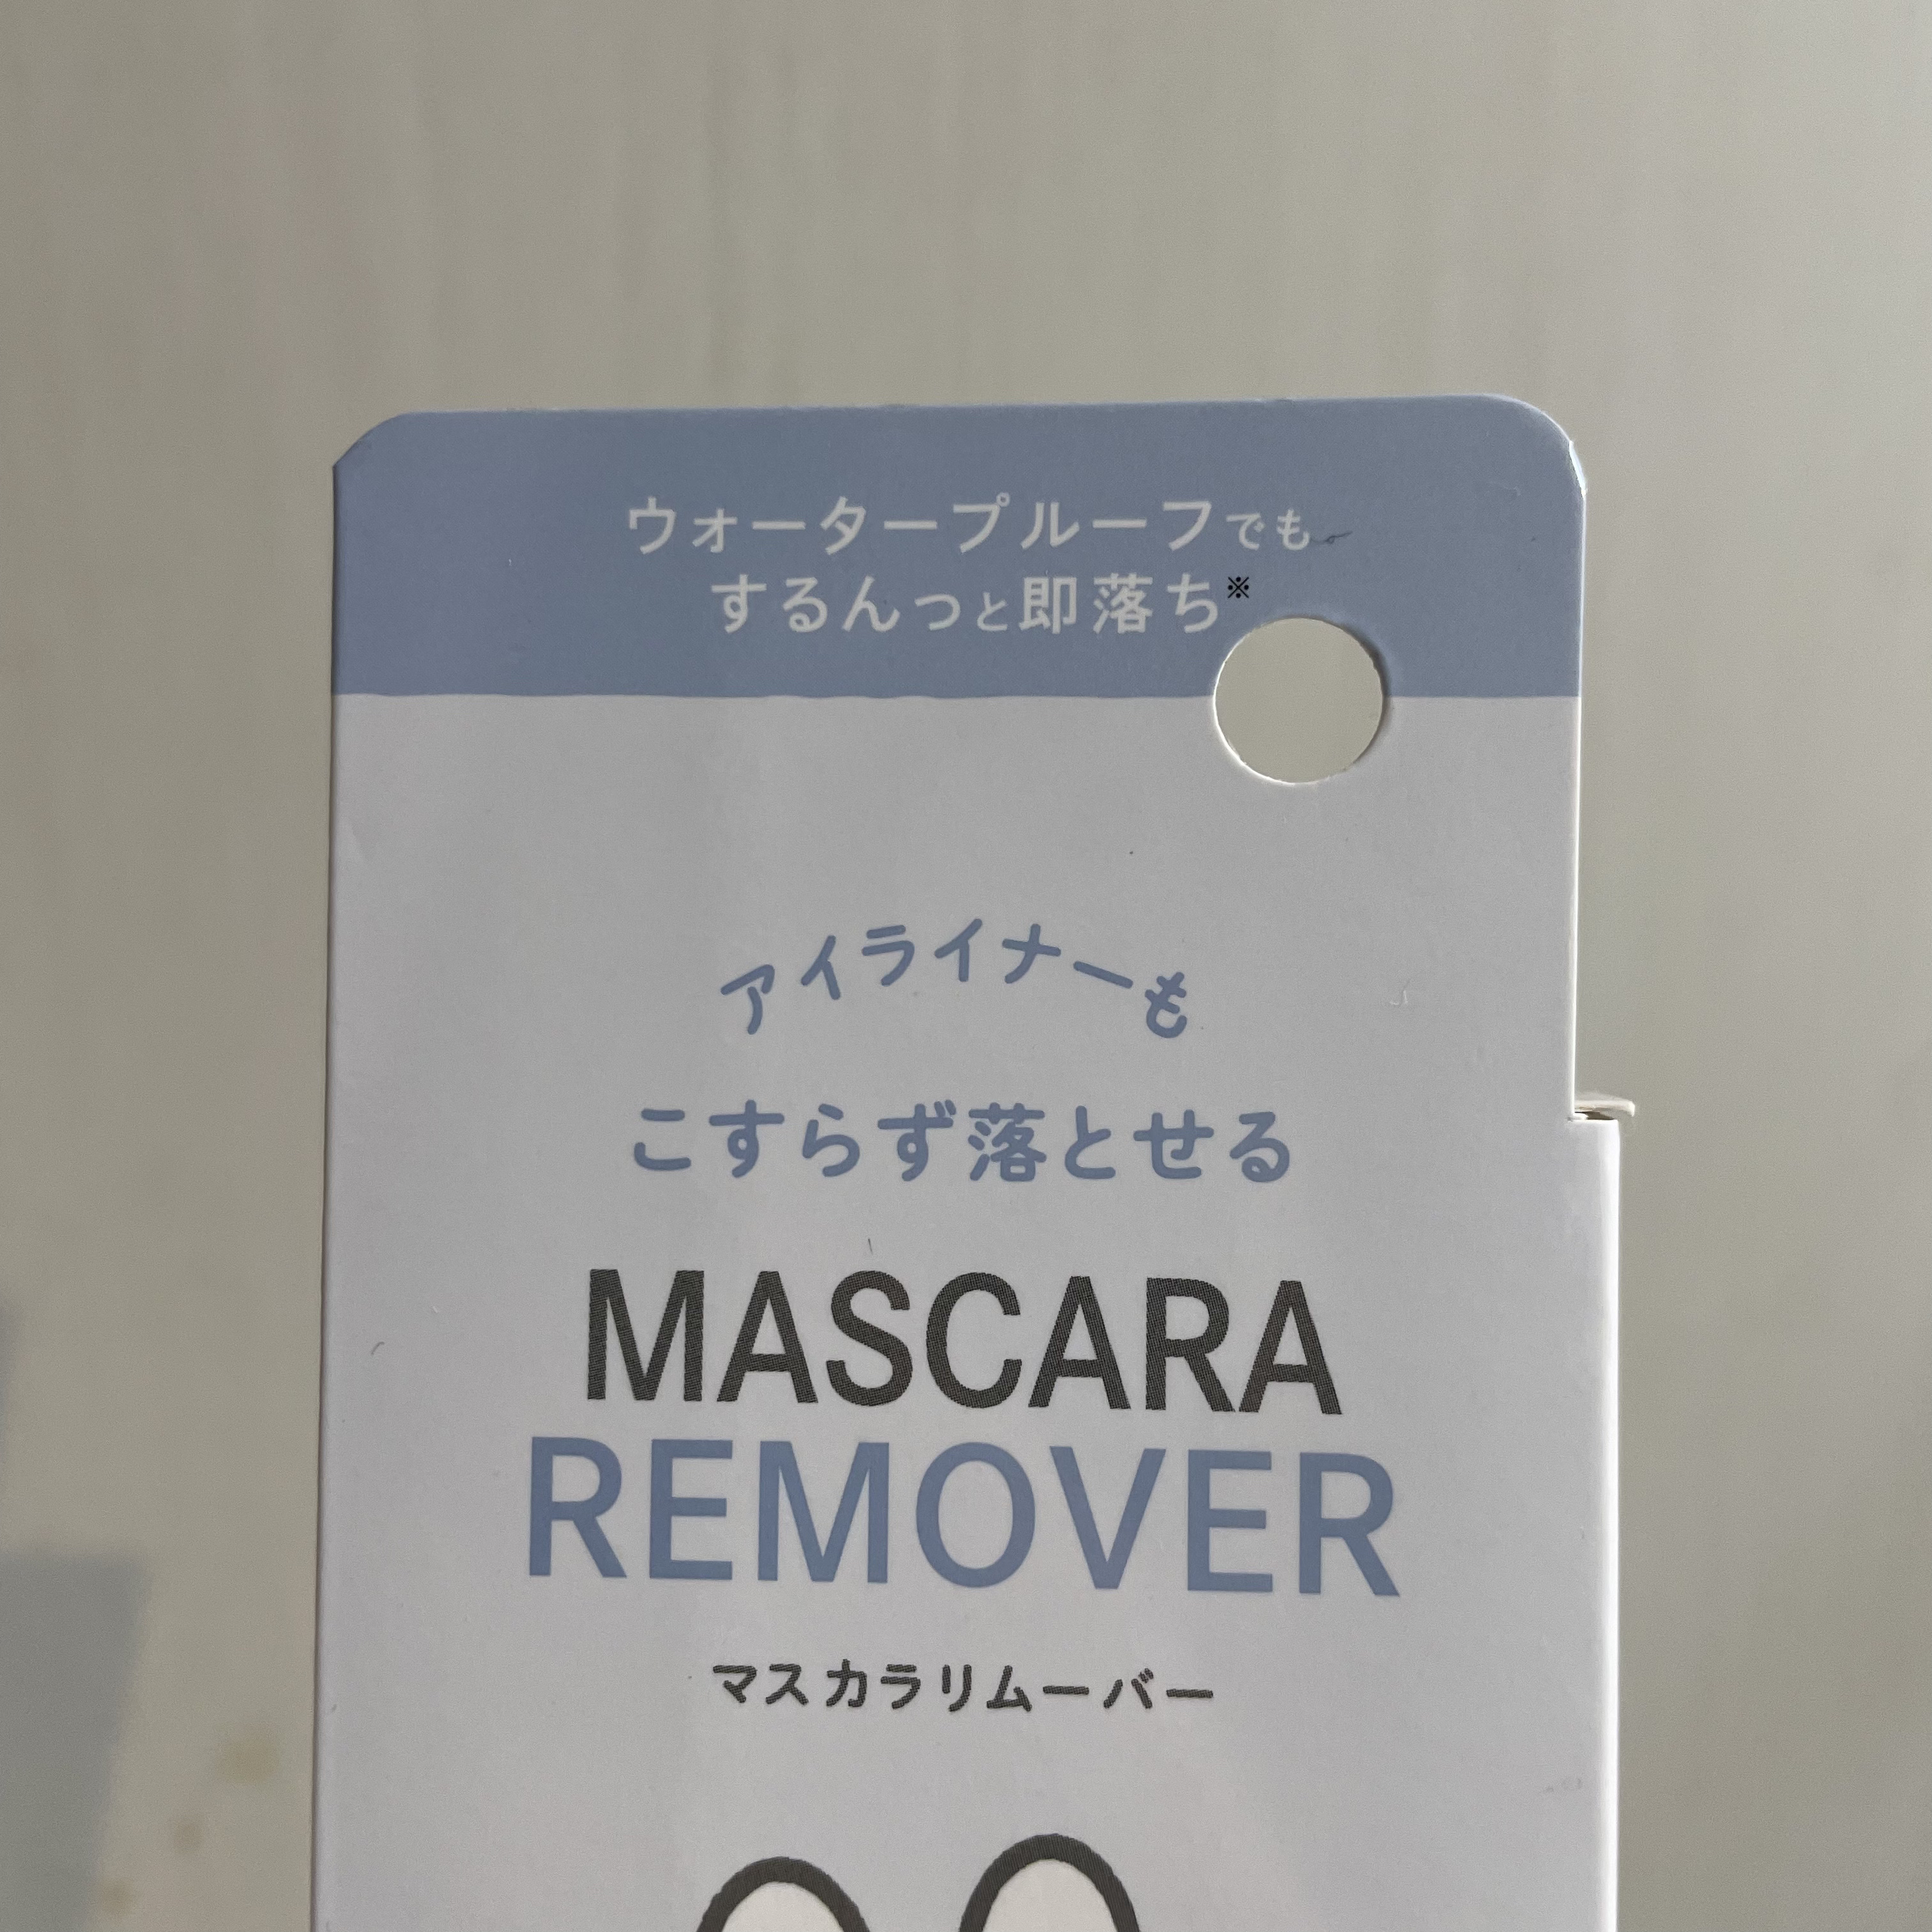 ウォータープルーフでも
するんっと即落ち※
アイライナーも
こすらず落とせる
MASCARA
REMOVER
マスカラリムーバー